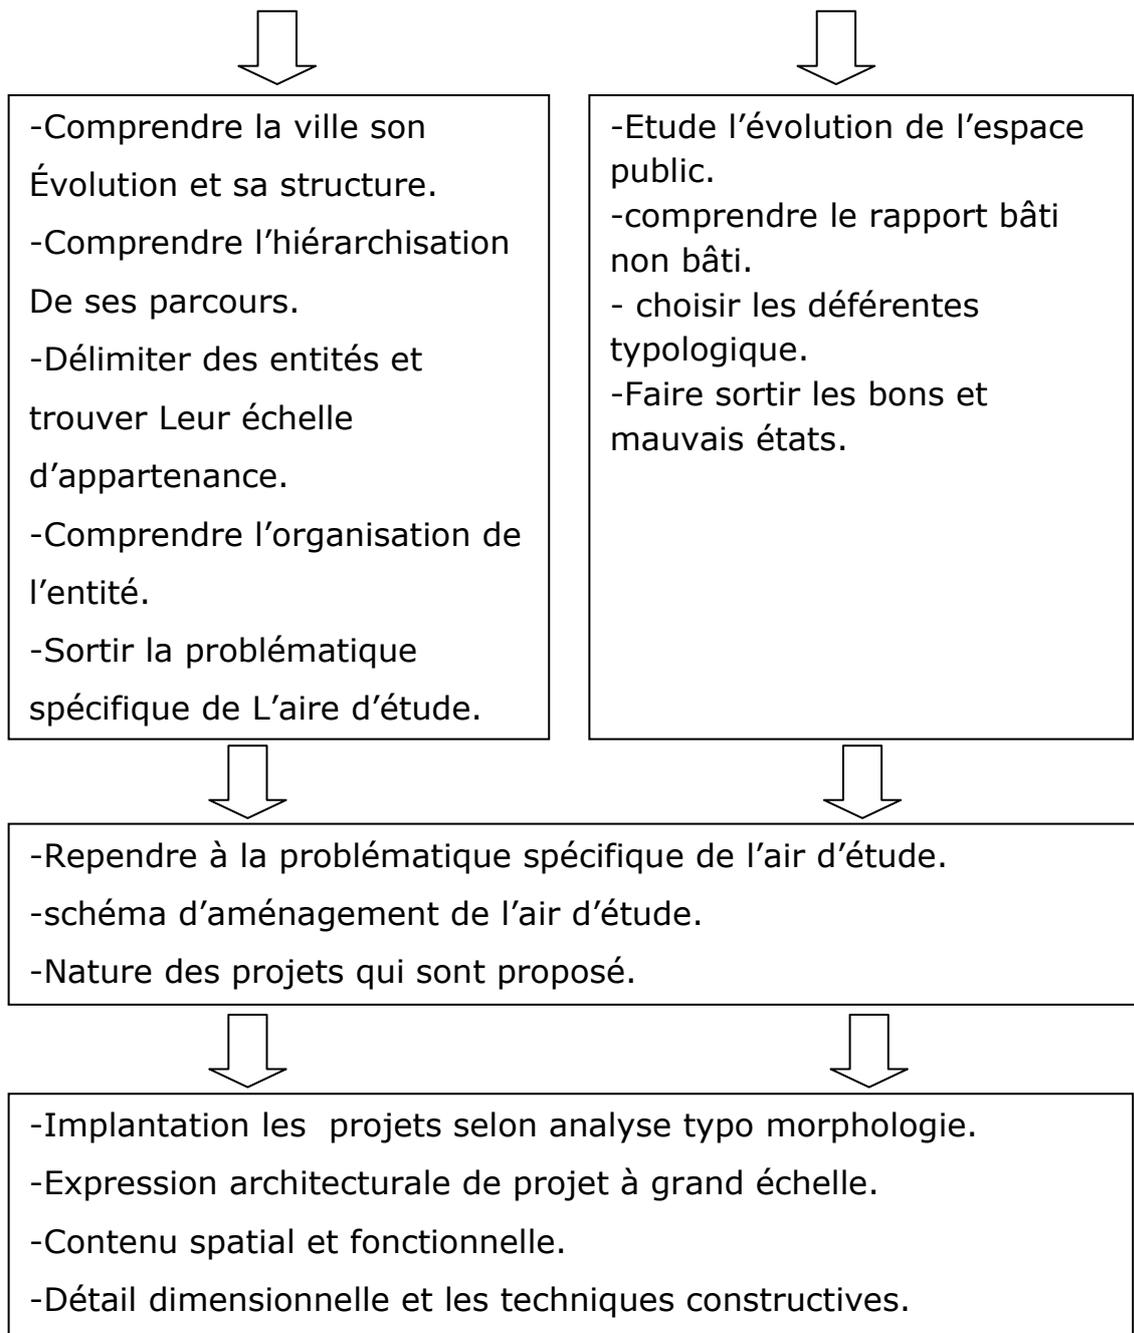 -Comprendre la ville son
Évolution et sa structure.
-Comprendre l’hiérarchisation
De ses parcours.
-Délimiter des entités et
trouver Leur échelle
d’appartenance.
-Comprendre l’organisation de
l’entité.
-Sortir la problématique
spécifique de L’aire d’étude.
-Etude l’évolution de l’espace
public.
-comprendre le rapport bâti
non bâti.
- choisir les déférentes
typologique.
-Faire sortir les bons et
mauvais états.
-Rependre à la problématique spécifique de l’air d’étude.
-schéma d’aménagement de l’air d’étude.
-Nature des projets qui sont proposé.
-Implantation les  projets selon analyse typo morphologie.
-Expression architecturale de projet à grand échelle.
-Contenu spatial et fonctionnelle.
-Détail dimensionnelle et les techniques constructives.